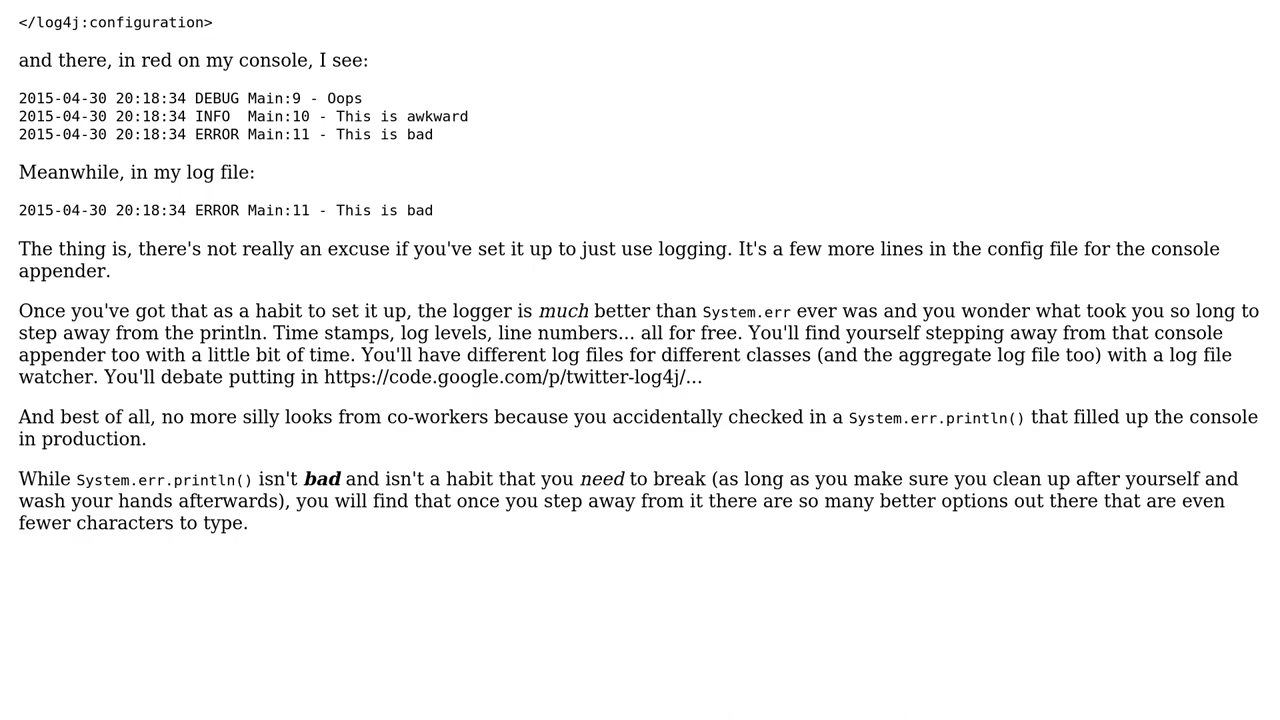 </log4j:configuration>
and there, in red on my console, I see:
2015-04-30 20:18:34 DEBUG Main:9 - Oops
2015-04-30 20:18:34 INFO  Main:10 - This is awkward
2015-04-30 20:18:34 ERROR Main:11 - This is bad
Meanwhile, in my log file:
2015-04-30 20:18:34 ERROR Main:11 - This is bad
The thing is, there's not really an excuse if you've set it up to just use logging. It's a few more lines in the config file for the console
appender.
Once you've got that as a habit to set it up, the logger is much better than System.err ever was and you wonder what took you so long to
step away from the println. Time stamps, log levels, line numbers... all for free. You'll find yourself stepping away from that console
appender too with a little bit of time. You'll have different log files for different classes (and the aggregate log file too) with a log file
watcher. You'll debate putting in https://code.google.com/p/twitter-log4j/...
And best of all, no more silly looks from co-workers because you accidentally checked in a System.err.println() that filled up the console
in production.
While System.err.println() isn't bad and isn't a habit that you need to break (as long as you make sure you clean up after yourself and
wash your hands afterwards), you will find that once you step away from it there are so many better options out there that are even
fewer characters to type.